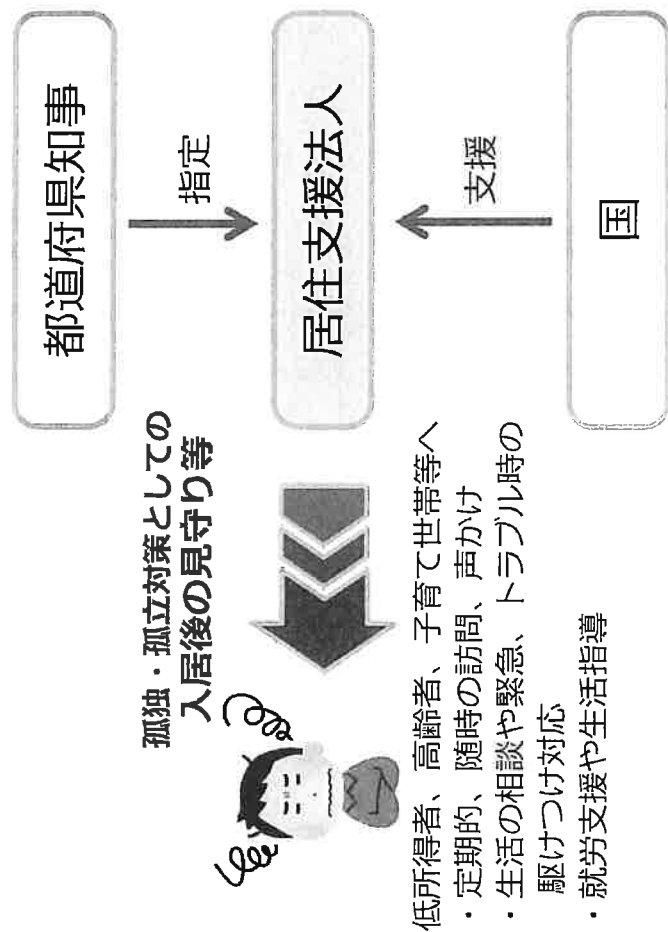 都道府県知事
指定
居住支援法人
支援
国
孤独・孤立対策としての
入居後の見守り等
低所得者、高齢者、子育て世帯等へ
・定期的、随時の訪問、声かけ
・生活の相談や緊急、トラブル時の
駆けつけ対応
・就労支援や生活指導